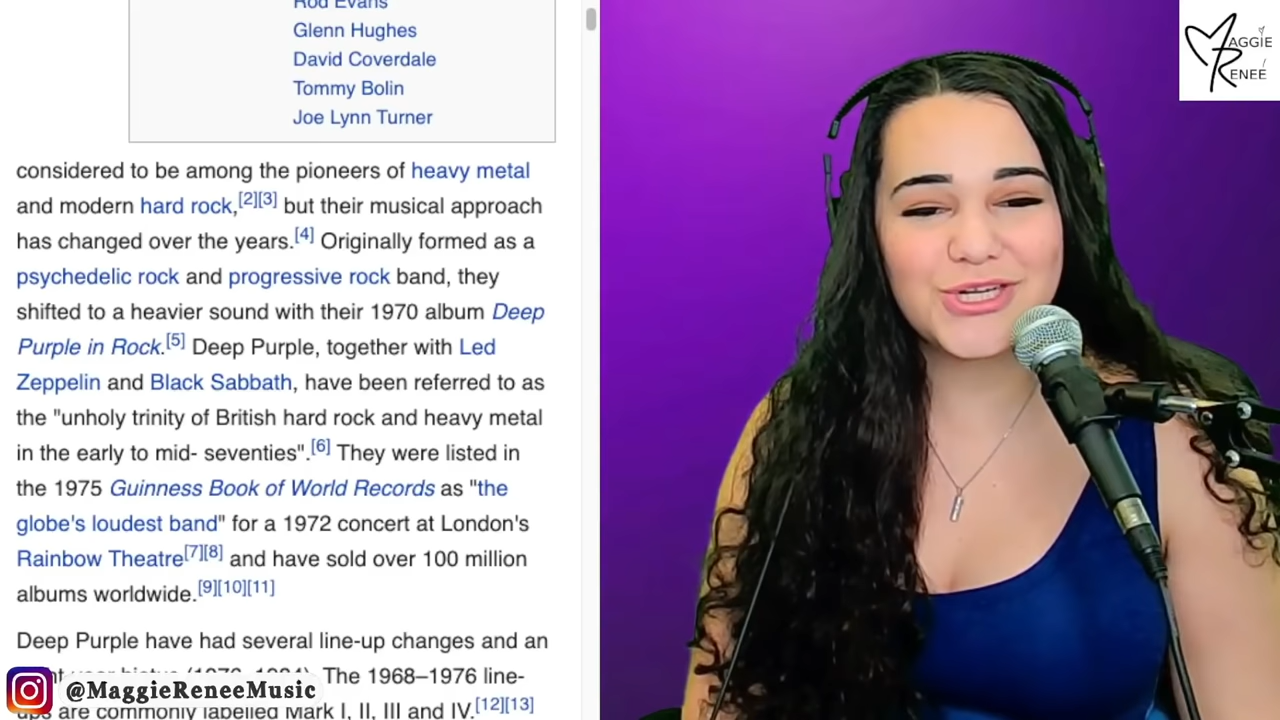 Rod Evans
Glenn Hughes
David Coverdale
Tommy Bolin
Joe Lynn Turner
considered to be among the pioneers of heavy metal
and modern hard rock,[2][3] but their musical approach
has changed over the years.[4] Originally formed as a
psychedelic rock and progressive rock band, they
shifted to a heavier sound with their 1970 album Deep
Purple in Rock.[5] Deep Purple, together with Led
Zeppelin and Black Sabbath, have been referred to as
the "unholy trinity of British hard rock and heavy metal
in the early to mid- seventies".[6] They were listed in
the 1975 Guinness Book of World Records as "the
globe's loudest band" for a 1972 concert at London's
Rainbow Theatre[7][8] and have sold over 100 million
albums worldwide.[9][10][11]
Deep Purple have had several line-up changes and an
The 1968–1976 line-
ups are commonly labelled Mark I, II, III and IV.[12][13]
@MaggieReneeMusic
MAGGIE
RENEE